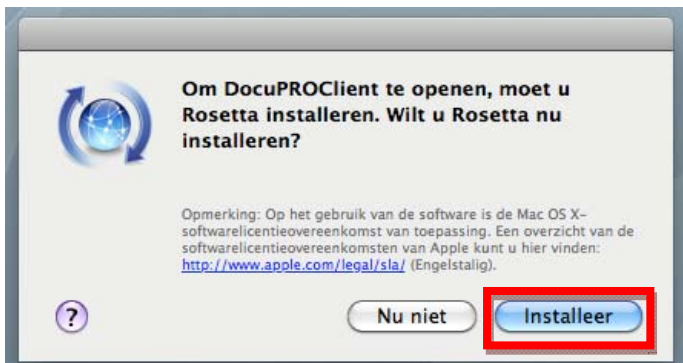 Om DocuPROClient te openen, moet u
Rosetta installeren. Wilt u Rosetta nu
installeren?
Opmerking: Op het gebruik van de software is de Mac OS X-
softwarelicentieovereenkomst van toepassing. Een overzicht van de
softwarelicentieovereenkomsten van Apple kunt u hier vinden:
http://www.apple.com/legal/sla/ (Engelstalig).
? Nu niet Installeer